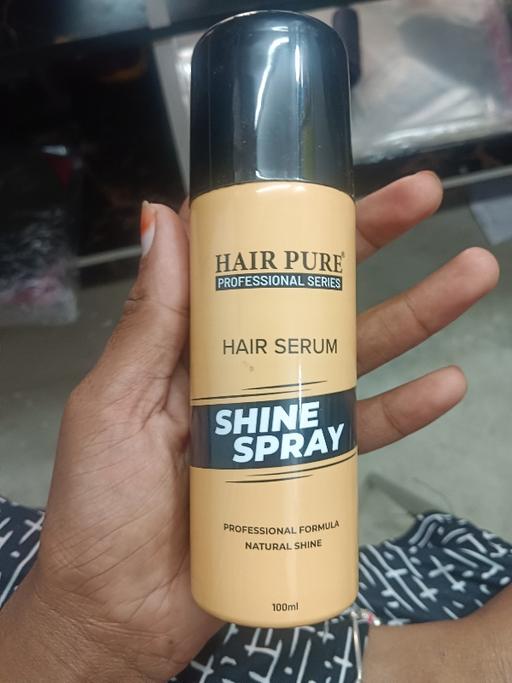 HAIR PURE®
PROFESSIONAL SERIES
HAIR SERUM
SHINE
SPRAY
PROFESSIONAL FORMULA
NATURAL SHINE
100ml